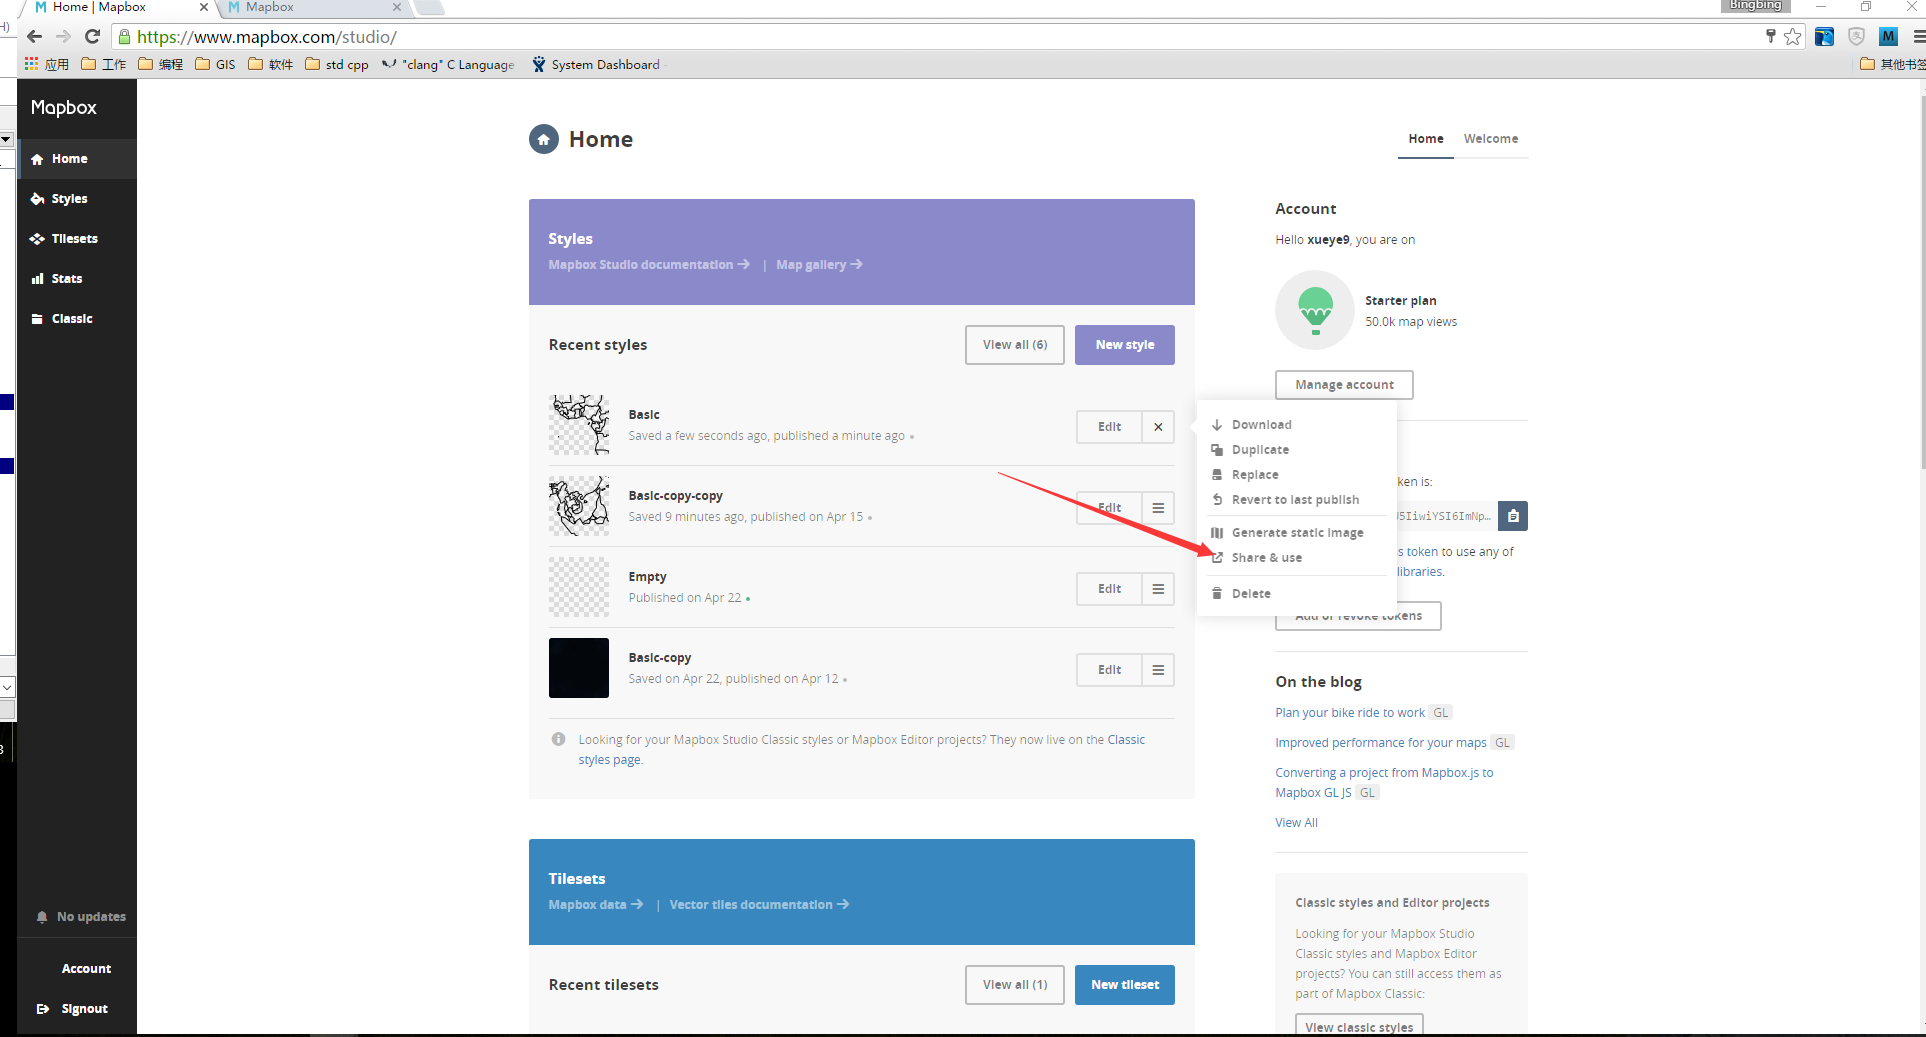 Home | Mapbox
Mapbox
Bingbing
H)
https://www.mapbox.com/studio/
应用
工作
编程
GIS
软件
std cpp
"clang" C Language
System Dashboard
其他书签
Mapbox
Home
Styles
Tilesets
Stats
Classic
No updates
Account
Signout
Home
Home
Welcome
Styles
Mapbox Studio documentation → | Map gallery →
Recent styles
View all (6)
New style
Basic
Saved a few seconds ago, published a minute ago
Edit
Basic-copy-copy
Saved 9 minutes ago, published on Apr 15
Edit
Empty
Published on Apr 22
Edit
Basic-copy
Saved on Apr 22, published on Apr 12
Edit
Looking for your Mapbox Studio Classic styles or Mapbox Editor projects? They now live on the Classic
styles page.
Download
Duplicate
Replace
Revert to last publish
Generate static image
Share & use
Delete
Tilesets
Mapbox data → | Vector tiles documentation →
Recent tilesets
View all (1)
New tileset
Account
Hello xueye9, you are on
Starter plan
50.0k map views
Manage account
ken is:
5IiwiYSI6ImNp...
s token to use any of
libraries.
Add or revoke tokens
On the blog
Plan your bike ride to work GL
Improved performance for your maps GL
Converting a project from Mapbox.js to
Mapbox GL JS GL
View All
Classic styles and Editor projects
Looking for your Mapbox Studio
Classic styles and Mapbox Editor
projects? You can still access them as
part of Mapbox Classic:
View classic styles